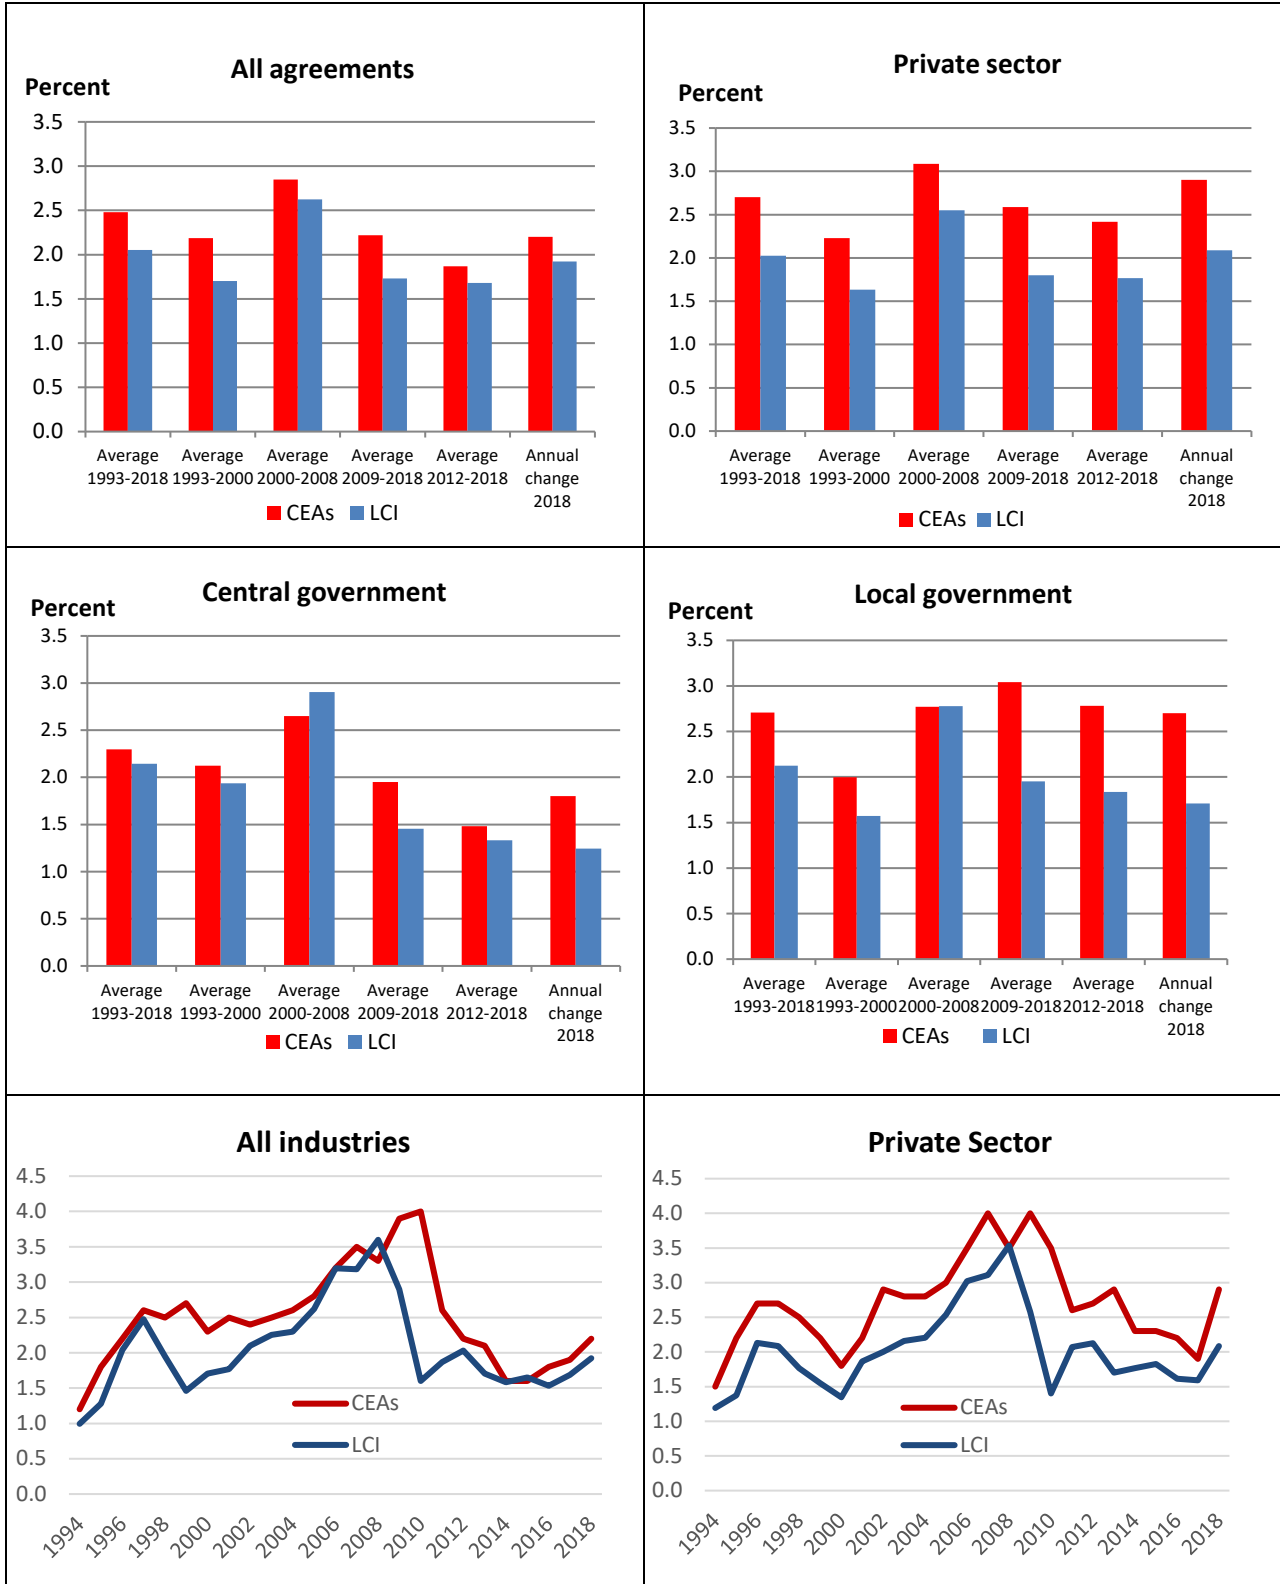 All agreements
Percent
3.5
3.0
2.5
2.0
1.5
1.0
0.5
0.0
Average 1993-2018
Average 1993-2000
Average 2000-2008
Average 2009-2018
Average 2012-2018
Annual change 2018
CEAs LCI
Private sector
Percent
3.5
3.0
2.5
2.0
1.5
1.0
0.5
0.0
Average 1993-2018
Average 1993-2000
Average 2000-2008
Average 2009-2018
Average 2012-2018
Annual change 2018
CEAs LCI
Central government
Percent
3.5
3.0
2.5
2.0
1.5
1.0
0.5
0.0
Average 1993-2018
Average 1993-2000
Average 2000-2008
Average 2009-2018
Average 2012-2018
Annual change 2018
CEAs LCI
Local government
Percent
3.5
3.0
2.5
2.0
1.5
1.0
0.5
0.0
Average 1993-2018
Average 1993-2000
Average 2000-2008
Average 2009-2018
Average 2012-2018
Annual change 2018
CEAs LCI
All industries
4.5
4.0
3.5
3.0
2.5
2.0
1.5
1.0
0.5
0.0
CEAs
LCI
1994 1996 1998 2000 2002 2004 2006 2008 2010 2012 2014 2016 2018
Private Sector
4.5
4.0
3.5
3.0
2.5
2.0
1.5
1.0
0.5
0.0
CEAs
LCI
1994 1996 1998 2000 2002 2004 2006 2008 2010 2012 2014 2016 2018